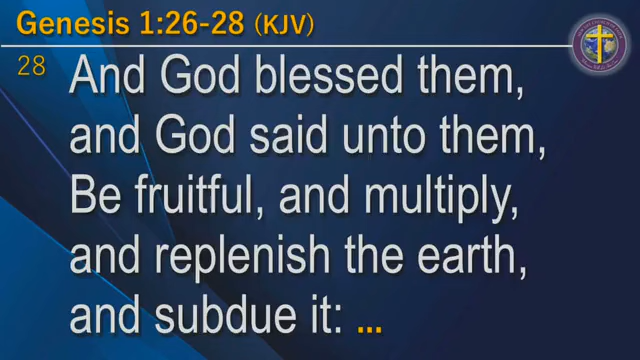 Genesis 1:26-28 (KJV)
28 And God blessed them,
and God said unto them,
Be fruitful, and multiply,
and replenish the earth,
and subdue it: ...